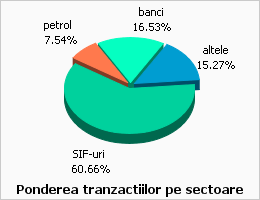 banci
16.53%
petrol
7.54%
altele
15.27%
SIF-uri
60.66%
Ponderea tranzactiilor pe sectoare